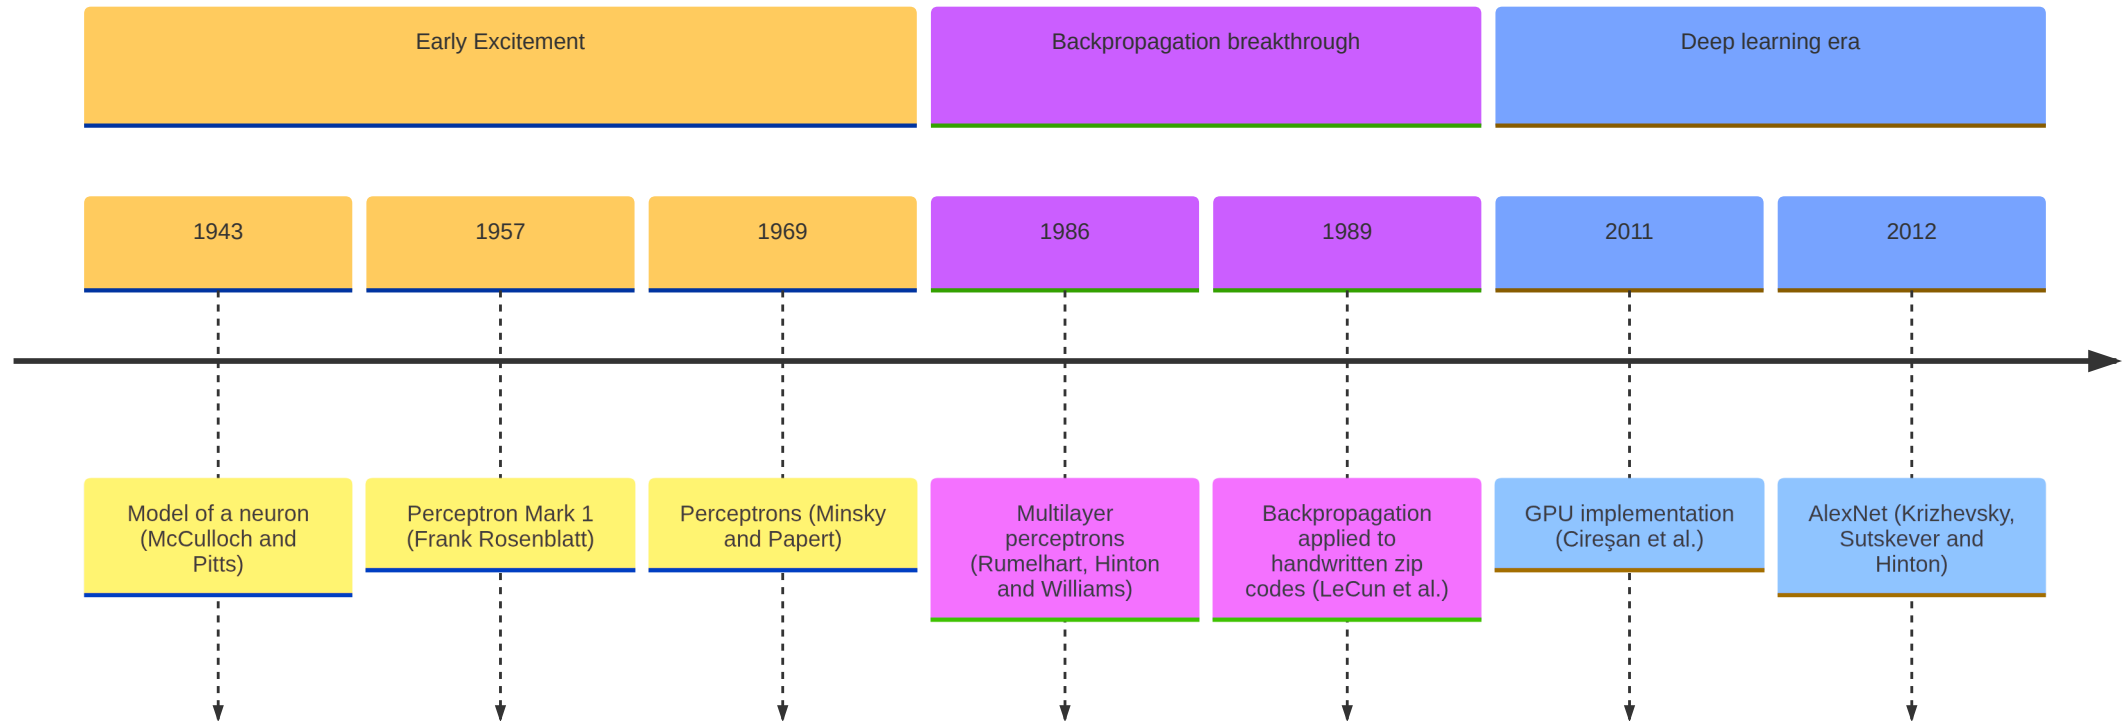 Early Excitement
Backpropagation breakthrough
Deep learning era
1943
1957
1969
1986
1989
2011
2012
Model of a neuron
(McCulloch and
Pitts)
Perceptron Mark 1
(Frank Rosenblatt)
Perceptrons (Minsky
and Papert)
Multilayer
perceptrons
(Rumelhart, Hinton
and Williams)
Backpropagation
applied to
handwritten zip
codes (LeCun et al.)
GPU implementation
(Cireşan et al.)
AlexNet (Krizhevsky,
Sutskever and
Hinton)